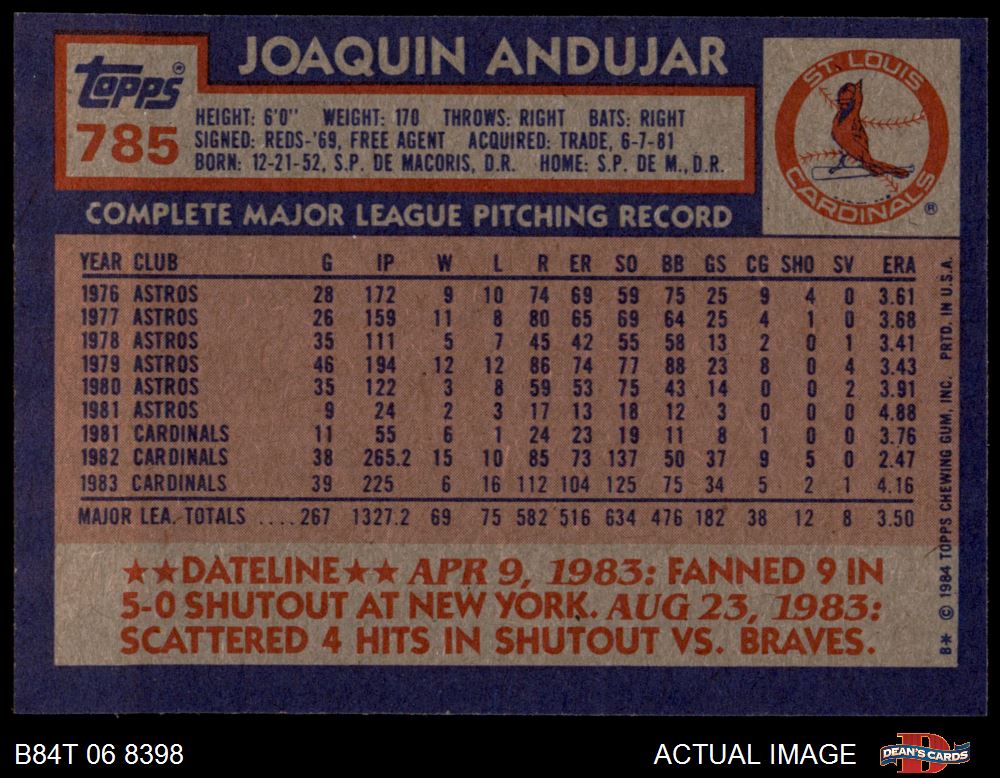 JOAQUIN ANDUJAR
Topps®
785
HEIGHT: 6'0" WEIGHT: 170 THROWS: RIGHT BATS: RIGHT
SIGNED: REDS-'69, FREE AGENT ACQUIRED: TRADE, 6-7-81
BORN: 12-21-52, S.P. DE MACORIS, D.R. HOME: S.P. DE M., D.R.
ST. LOUIS
CARDINALS ®
COMPLETE MAJOR LEAGUE PITCHING RECORD
YEAR CLUB G IP W L R ER SO BB GS CG SHO SV ERA
1976 ASTROS 28 172 9 10 74 69 59 75 25 9 4 0 3.61
1977 ASTROS 26 159 11 8 80 65 69 64 25 4 1 0 3.68
1978 ASTROS 35 111 5 7 45 42 55 58 13 2 0 1 3.41
1979 ASTROS 46 194 12 12 86 74 77 88 23 8 0 4 3.43
1980 ASTROS 35 122 3 8 59 53 75 43 14 0 0 2 3.91
1981 ASTROS 9 24 2 3 17 13 18 12 3 0 0 0 4.88
1981 CARDINALS 11 55 6 1 24 23 19 11 8 1 0 0 3.76
1982 CARDINALS 38 265.2 15 10 85 73 137 50 37 9 5 0 2.47
1983 CARDINALS 39 225 6 16 112 104 125 75 34 5 2 1 4.16
MAJOR LEA. TOTALS ....267 1327.2 69 75 582 516 634 476 182 38 12 8 3.50
★★DATELINE★★ APR 9, 1983: FANNED 9 IN
5-0 SHUTOUT AT NEW YORK. AUG 23, 1983:
SCATTERED 4 HITS IN SHUTOUT VS. BRAVES.
B* © 1984 TOPPS CHEWING GUM, INC. PRTD. IN U.S.A.
B84T 06 8398
ACTUAL IMAGE
DEAN'S CARDS